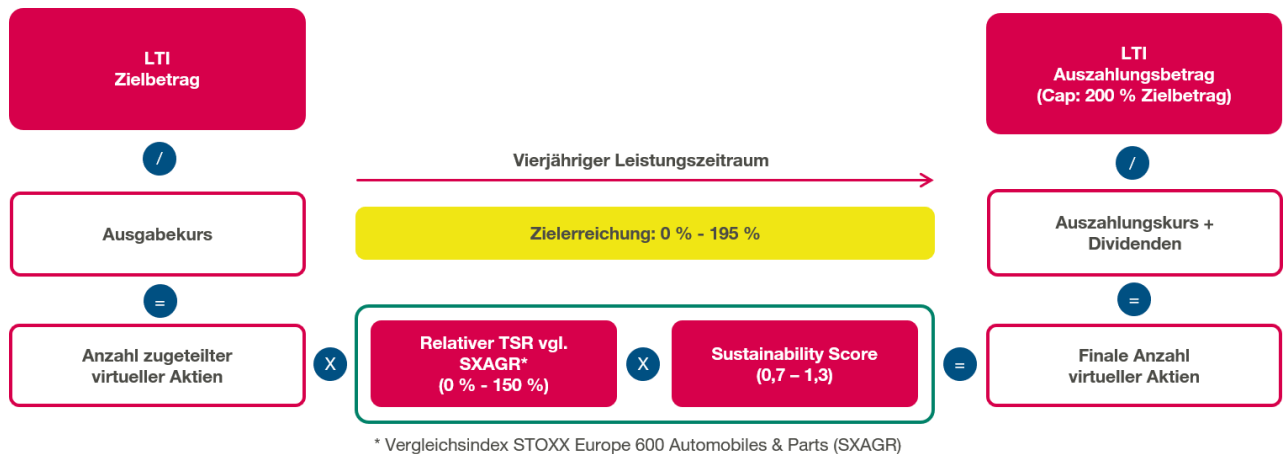 LTI
Zielbetrag
/
Ausgabekurs
=
Anzahl zugeteilter
virtueller Aktien
X
Vierjähriger Leistungszeitraum
Zielerreichung: 0 % - 195 %
Relativer TSR vgl.
SXAGR*
(0 % - 150 %)
X
Sustainability Score
(0,7 – 1,3)
=
LTI
Auszahlungsbetrag
(Cap: 200 % Zielbetrag)
/
Auszahlungskurs +
Dividenden
=
Finale Anzahl
virtueller Aktien
* Vergleichsindex STOXX Europe 600 Automobiles & Parts (SXAGR)